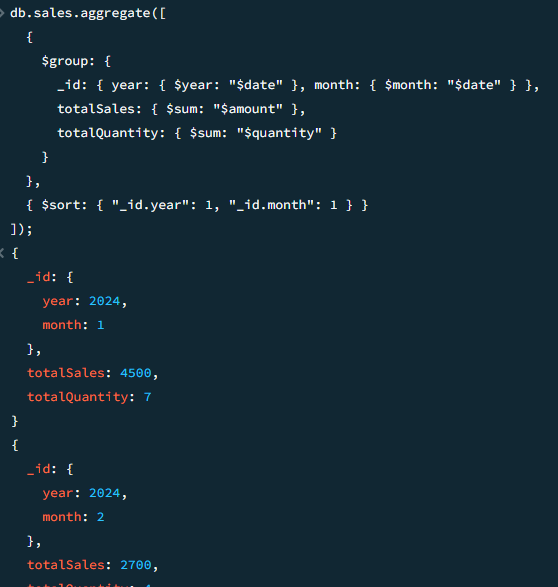 db.sales.aggregate([
{
$group: {
_id: { year: { $year: "$date" }, month: { $month: "$date" } },
totalSales: { $sum: "$amount" },
totalQuantity: { $sum: "$quantity" }
}
},
{ $sort: { "_id.year": 1, "_id.month": 1 } }
]);
{
_id: {
year: 2024,
month: 1
},
totalSales: 4500,
totalQuantity: 7
}
{
_id: {
year: 2024,
month: 2
},
totalSales: 2700,